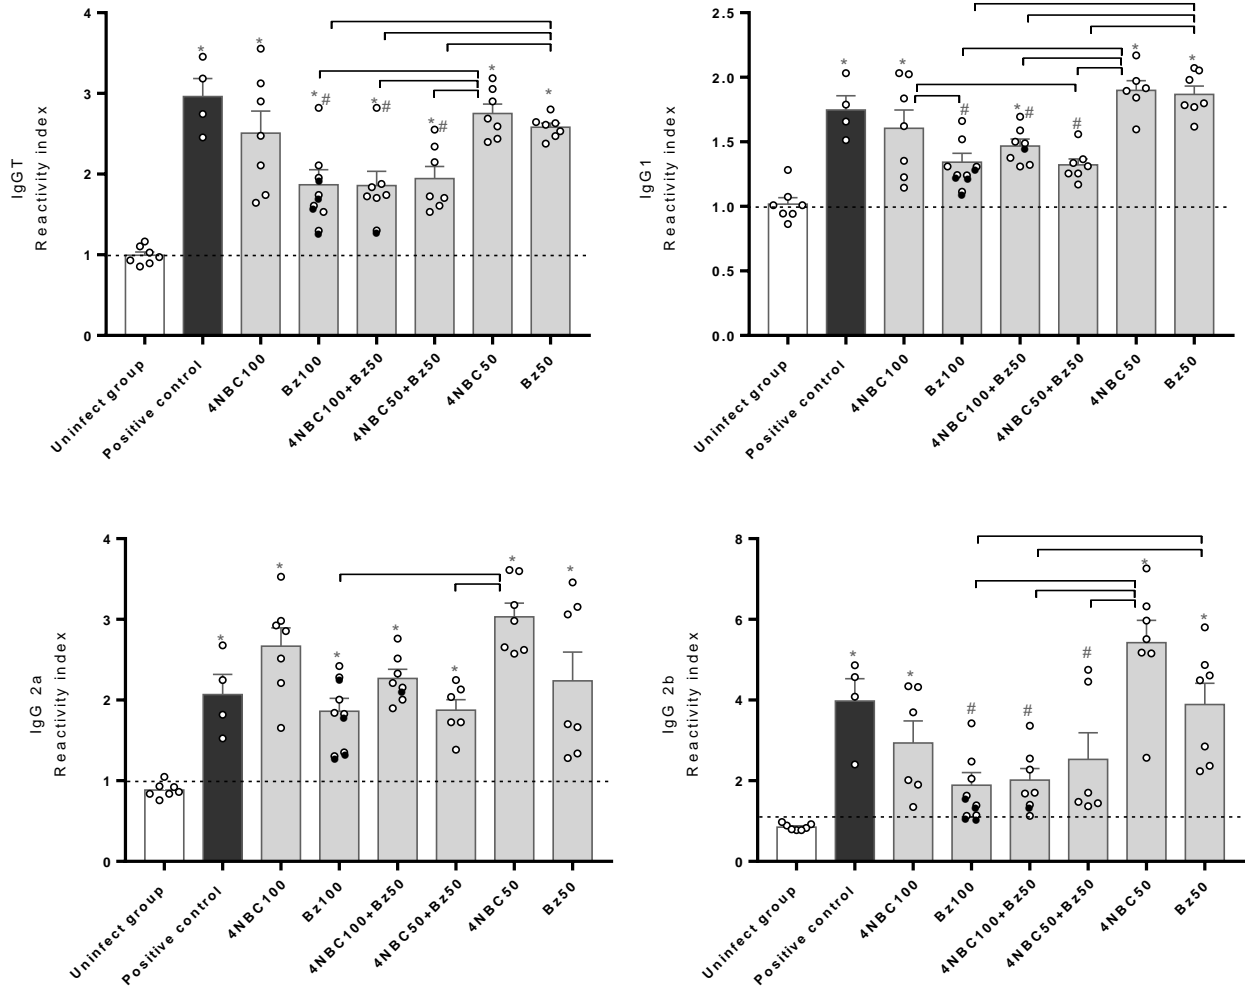 IgGT
Reactivity index
4
3
2
1
0
*
*
* #
* #
* #
*
*
Uninfect group
Positive control
4NBC100
Bz100
4NBC100+Bz50
4NBC50+Bz50
4NBC50
Bz50
IgG1
Reactivity index
2.5
2.0
1.5
1.0
0.5
0.0
*
*
#
* #
#
*
*
Uninfect group
Positive control
4NBC100
Bz100
4NBC100+Bz50
4NBC50+Bz50
4NBC50
Bz50
IgG 2a
Reactivity index
4
3
2
1
0
*
*
*
*
*
*
*
Uninfect group
Positive control
4NBC100
Bz100
4NBC100+Bz50
4NBC50+Bz50
4NBC50
Bz50
IgG 2b
Reactivity index
8
6
4
2
0
*
*
#
#
#
*
*
Uninfect group
Positive control
4NBC100
Bz100
4NBC100+Bz50
4NBC50+Bz50
4NBC50
Bz50